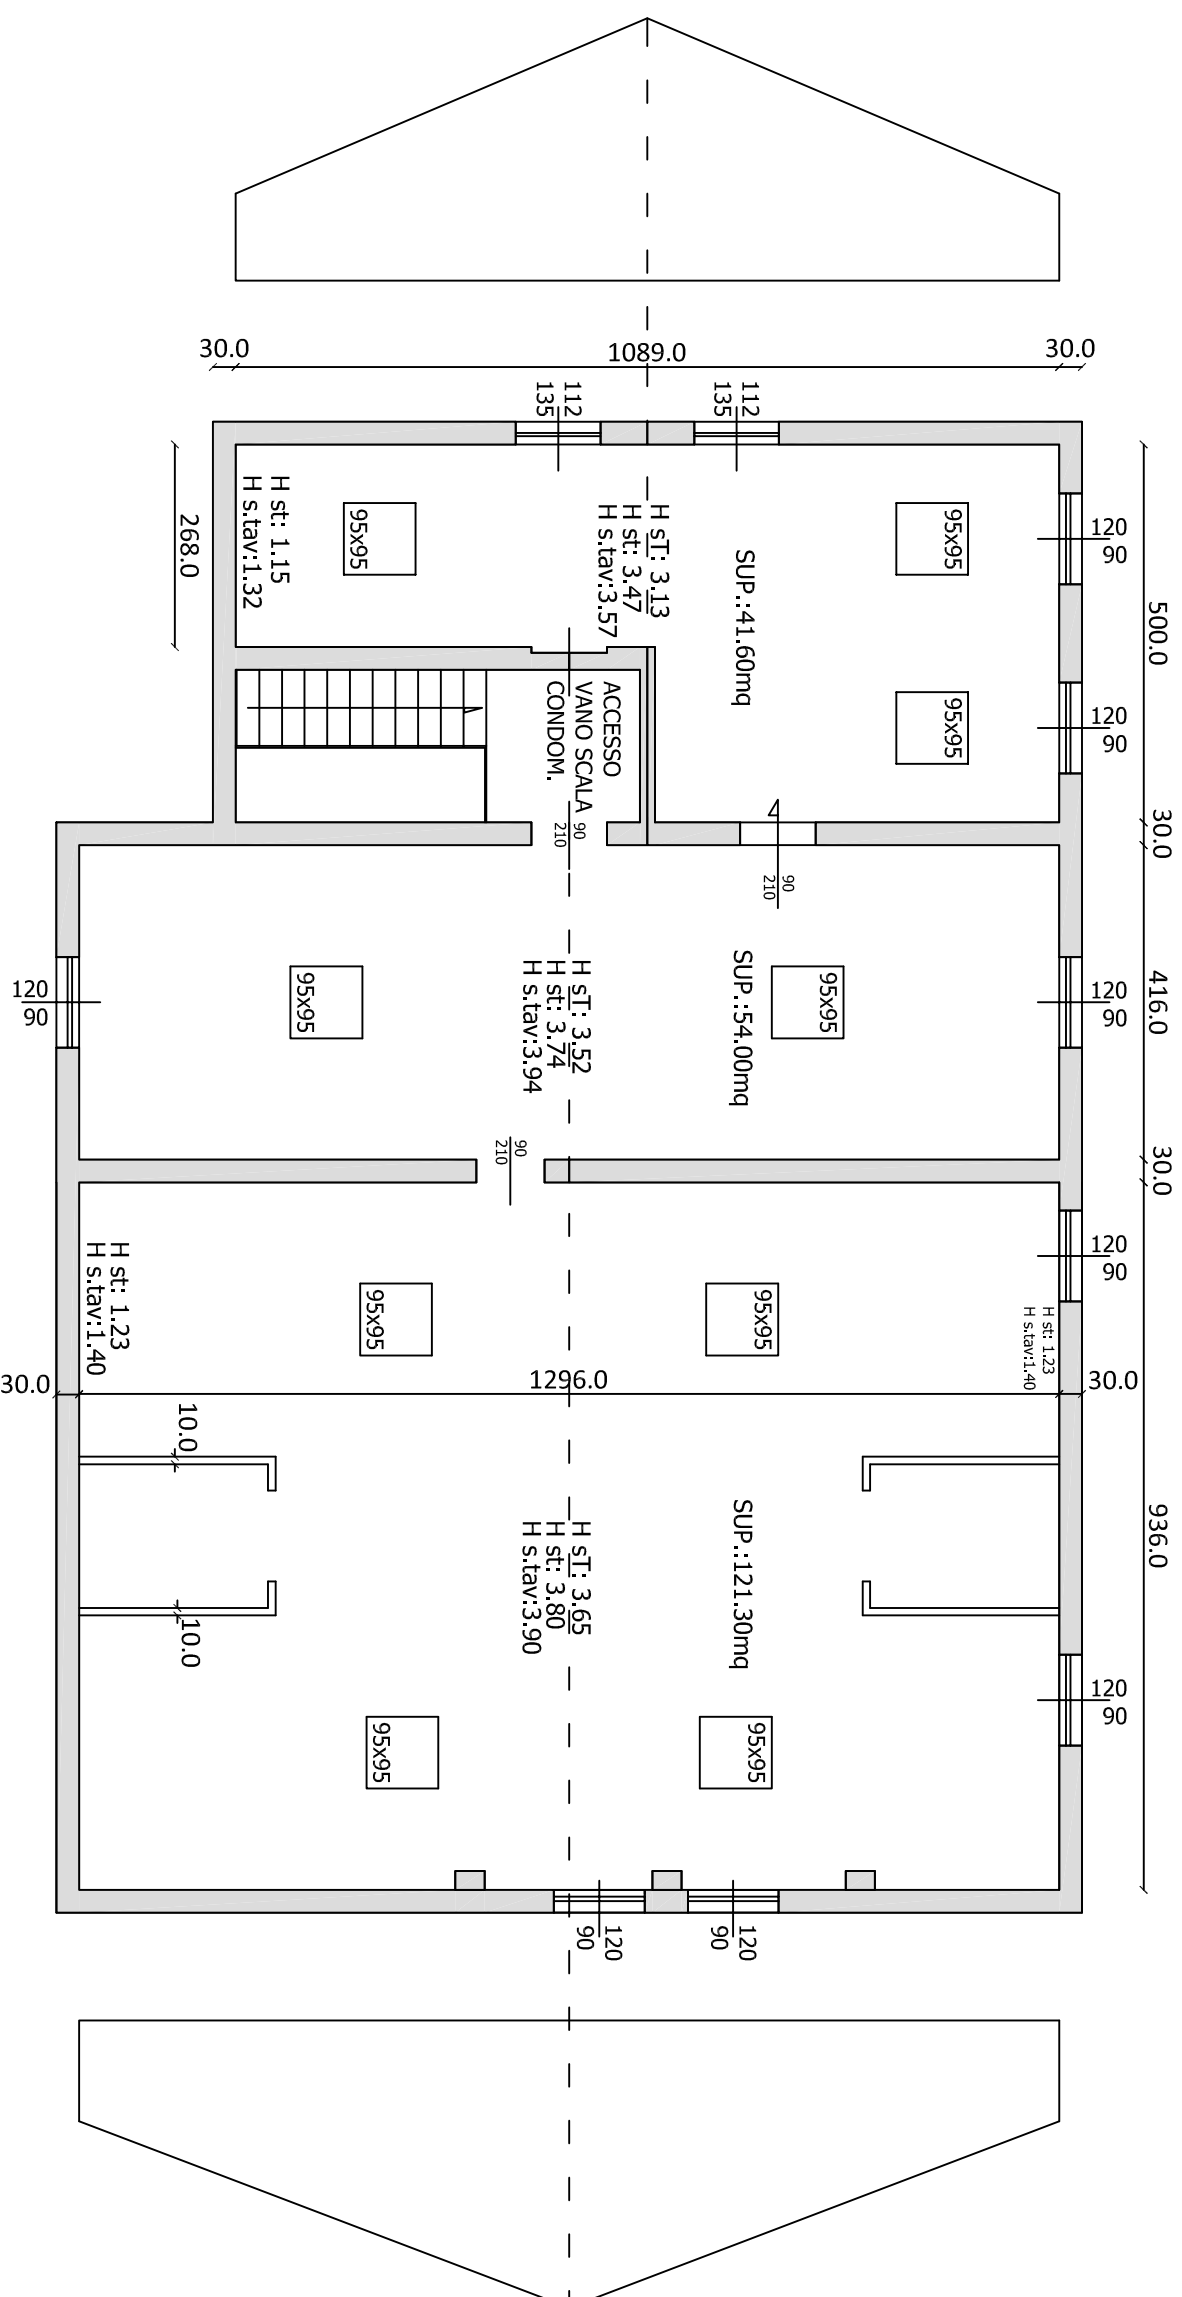 30.0
1089.0
30.0
112
135
112
135
120
90
500.0
268.0
H st: 1.15
H s.tav:1.32
95x95
H sT: 3.13
H st: 3.47
H s.tav:3.57
SUP.:41.60mq
95x95
95x95
120
90
ACCESSO
VANO SCALA
CONDOM.
90
210
90
210
30.0
120
90
95x95
H sT: 3.52
H st: 3.74
H s.tav:3.94
SUP.:54.00mq
95x95
120
90
416.0
90
210
30.0
H st: 1.23
H s.tav:1.40
95x95
95x95
120
90
H st: 1.23
H s.tav:1.40
30.0
1296.0
30.0
10.0
10.0
H sT: 3.65
H st: 3.80
H s.tav:3.90
SUP.:121.30mq
936.0
95x95
95x95
120
90
120
90
120
90